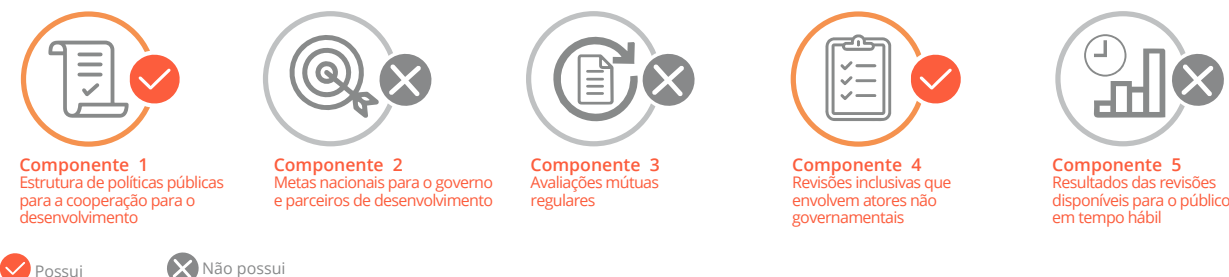 Componente 1
Estrutura de políticas públicas
para a cooperação para o
desenvolvimento
Componente 2
Metas nacionais para o governo
e parceiros de desenvolvimento
Componente 3
Avaliações mútuas
regulares
Componente 4
Revisões inclusivas que
envolvem atores não
governamentais
Componente 5
Resultados das revisões
disponíveis para o público
em tempo hábil
Possui
Não possui